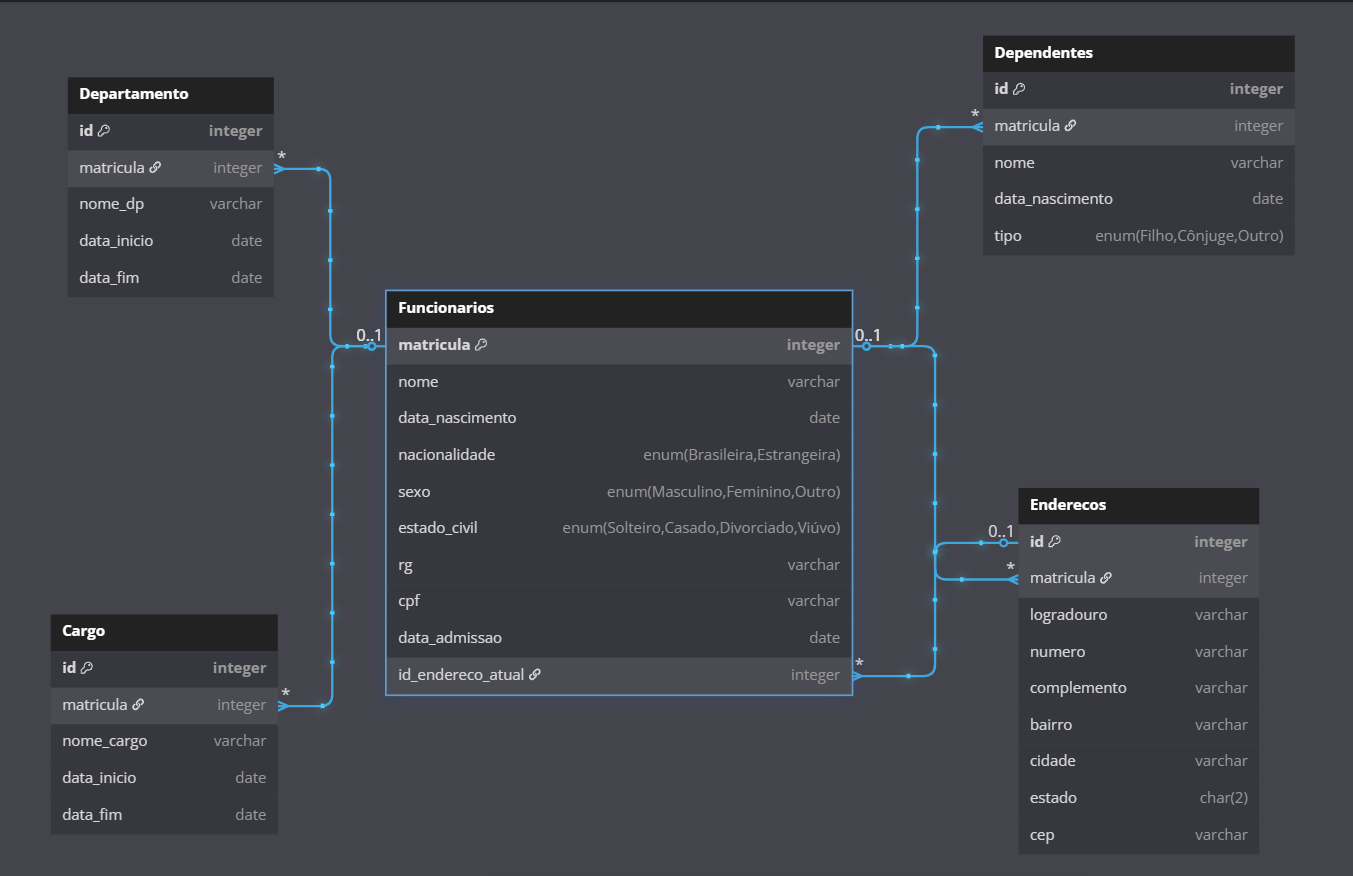 Departamento
id integer
matricula integer
nome_dp varchar
data_inicio date
data_fim date
*
0..1
Funcionarios
matricula integer
nome varchar
data_nascimento date
nacionalidade enum(Brasileira,Estrangeira)
sexo enum(Masculino,Feminino,Outro)
estado_civil enum(Solteiro,Casado,Divorciado,Viúvo)
rg varchar
cpf varchar
data_admissao date
id_endereco_atual integer
0..1
*
Dependentes
id integer
*
matricula integer
nome varchar
data_nascimento date
tipo enum(Filho,Cônjuge,Outro)
Cargo
id integer
matricula integer
*
nome_cargo varchar
data_inicio date
data_fim date
Enderecos
0..1
id integer
*
matricula integer
logradouro varchar
numero varchar
complemento varchar
bairro varchar
cidade varchar
estado char(2)
cep varchar